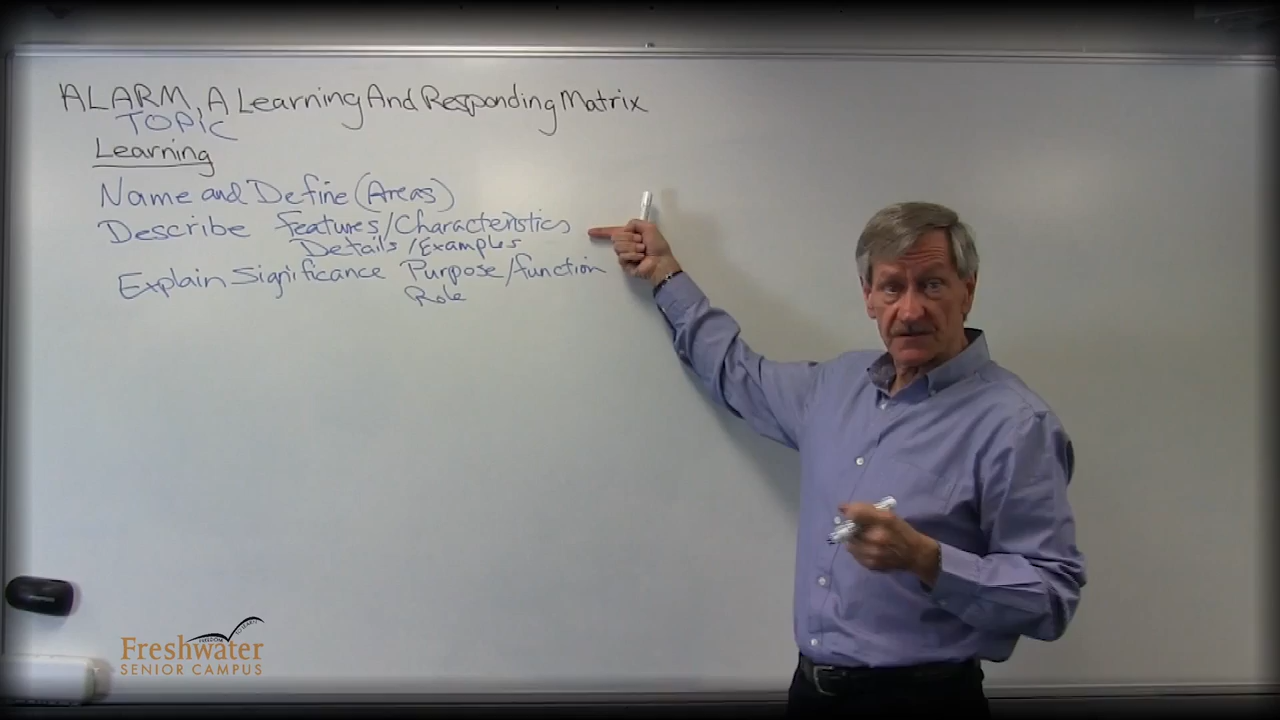 ALARM, A Learning And Responding Matrix
TOPIC
Learning
Name and Define (Areas)
Describe features/Characteristics
Details/Examples
Explain Significance Purpose/function
Role
Freshwater
SENIOR CAMPUS